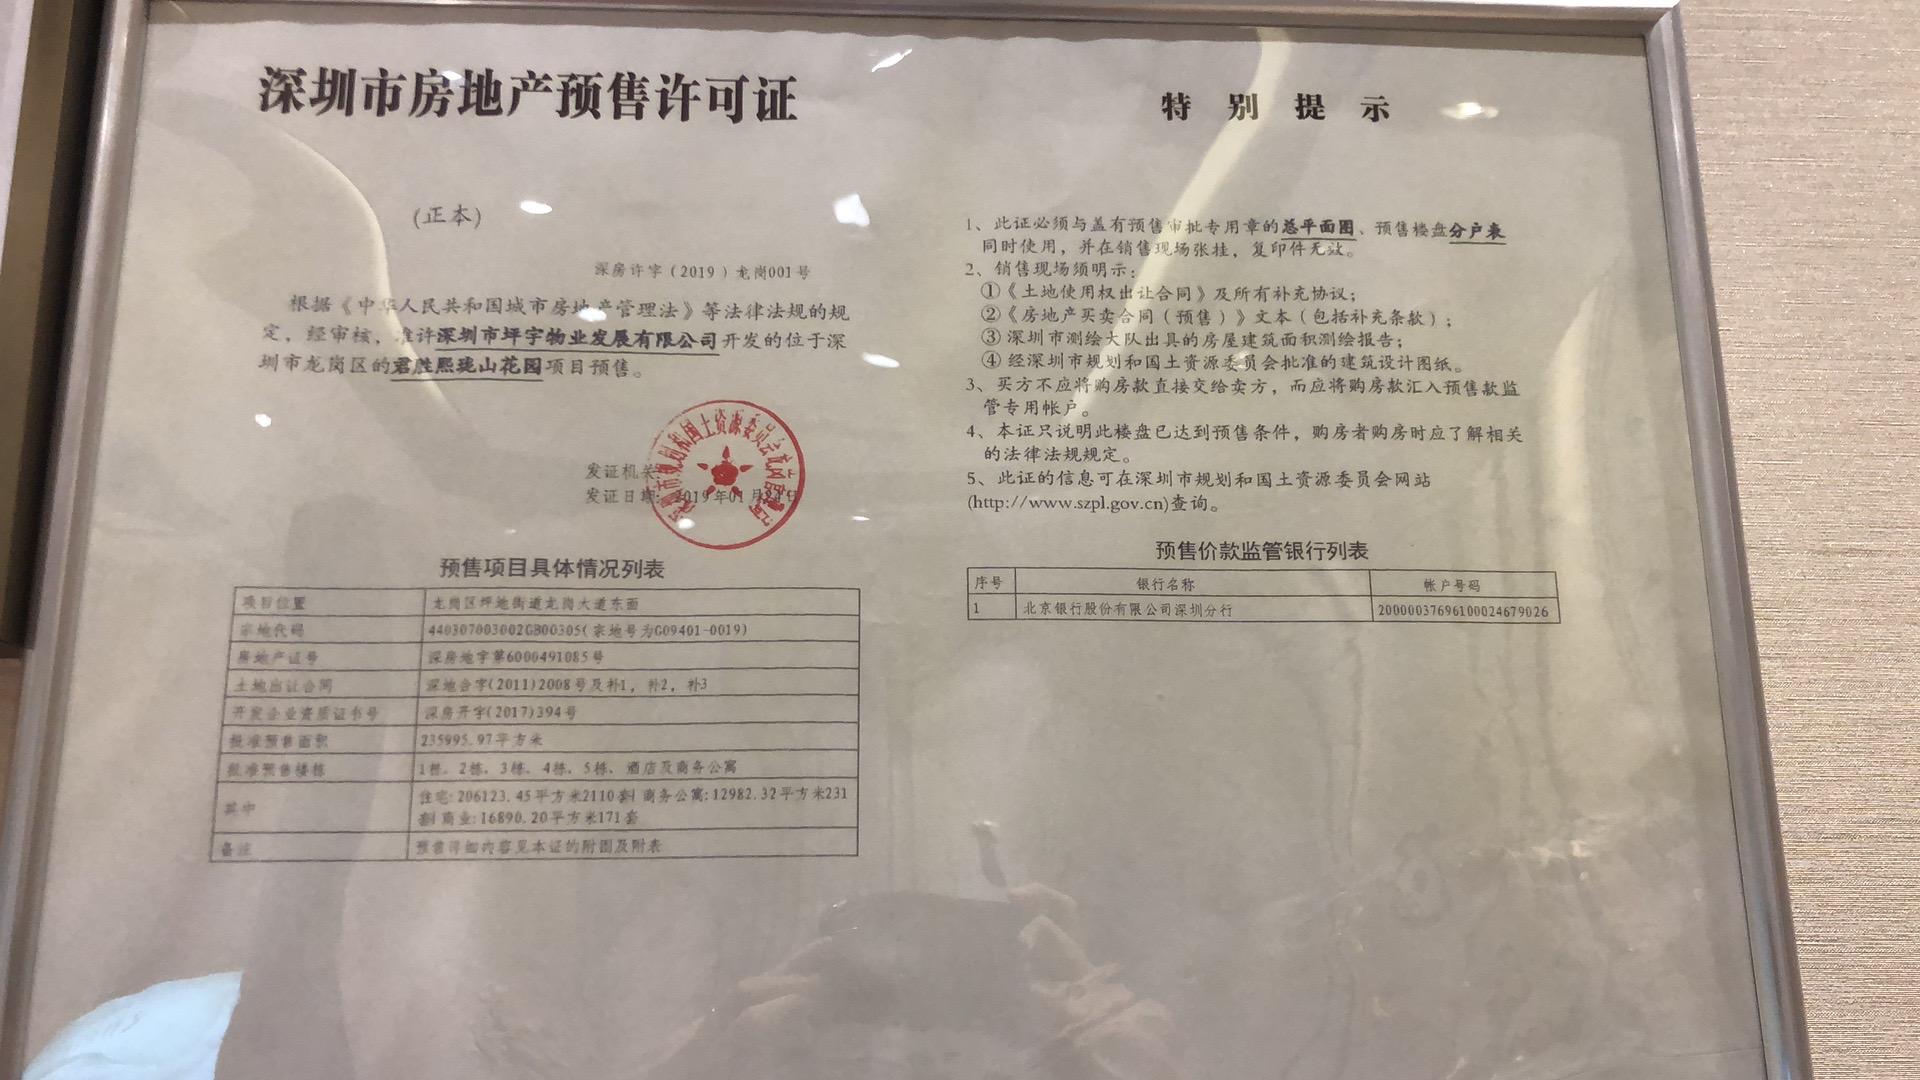 深圳市房地产预售许可证
(正本)
深房许字(2019)龙岗001号
根据《中华人民共和国城市房地产管理法》等法律法规的规
定，经审核，准许深圳市坪宇物业发展有限公司开发的位于深
圳市龙岗区的君胜熙珑山花园项目预售。
发证机关:
发证日期: 2019年01月 日
预售项目具体情况列表
项目位置 龙岗区坪地街道龙岗大道东面
宗地代码 440307003002GB00305(宗地号为G09401-0019)
房地产证号 深房地字第6000491085号
土地出让合同 深地合字(2011)2008号及补1，补2，补3
开发企业资质证书号 深房开字(2017)394号
批准预售面积 235995.97平方米
批准预售楼栋 1栋、2栋、3栋、4栋、5栋、酒店及商务公寓
其中 住宅:206123.45平方米2110套| 商务公寓:12982.32平方米231
套| 商业:16890.20平方米171套
备注 预售详细内容见本证的附图及附表
特别提示
1、此证必须与盖有预售审批专用章的总平面图、预售楼盘分户表
同时使用，并在销售现场张挂，复印件无效。
2、销售现场须明示：
①《土地使用权出让合同》及所有补充协议；
②《房地产买卖合同（预售）》文本（包括补充条款）；
③深圳市测绘大队出具的房屋建筑面积测绘报告；
④经深圳市规划和国土资源委员会批准的建筑设计图纸。
3、买方不应将购房款直接交给卖方，而应将购房款汇入预售款监
管专用帐户。
4、本证只说明此楼盘已达到预售条件，购房者购房时应了解相关
的法律法规规定。
5、此证的信息可在深圳市规划和国土资源委员会网站
(http://www.szpl.gov.cn)查询。
预售价款监管银行列表
序号 银行名称 帐户号码
1 北京银行股份有限公司深圳分行 20000037696100024679026